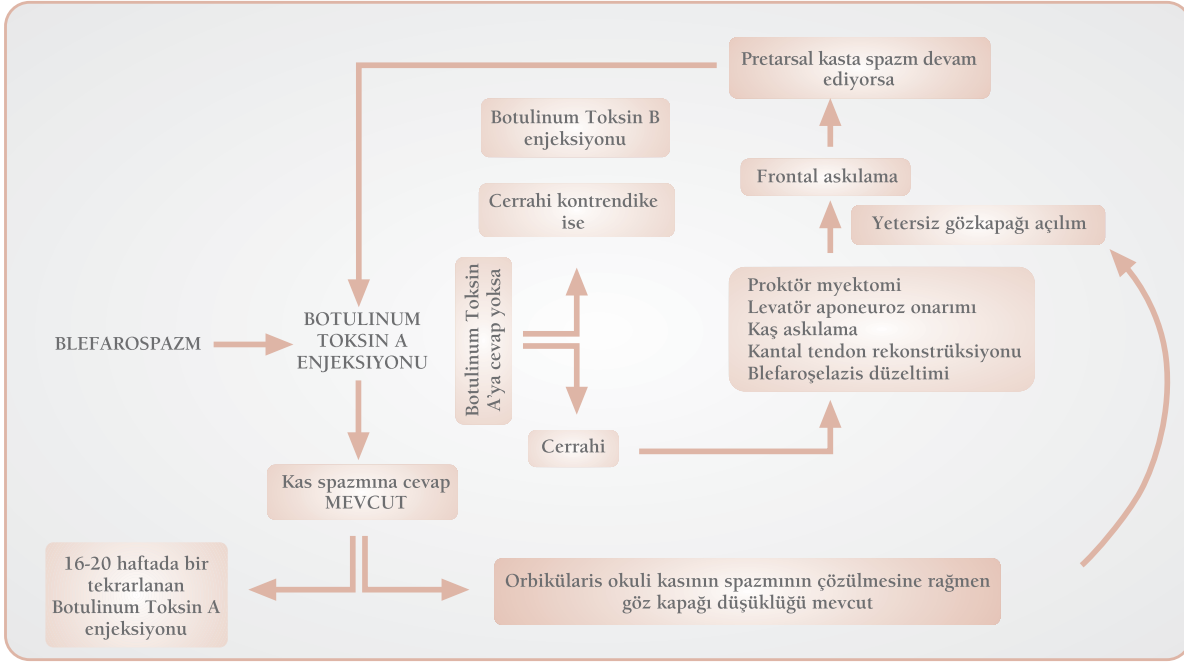 BLEFAROSPAZM
BOTULINUM
TOKSIN A
ENJEKSIYONU
Kas spazmına cevap
MEVCUT
16-20 haftada bir
tekrarlanan
Botulinum Toksin A
enjeksiyonu
Orbikülaris okuli kasının spazmının çözülmesine rağmen
göz kapağı düşüklüğü mevcut
Botulinum Toksin
A'ya cevap yoksa
Botulinum Toksin B
enjeksiyonu
Cerrahi kontrendike
ise
Cerrahi
Proktör myektomi
Levatör aponeuroz onarımı
Kaş askılama
Kantal tendon rekonstrüksiyonu
Blefaroşelazis düzeltimi
Yetersiz gözkapağı açılım
Frontal askılama
Pretarsal kasta spazm devam
ediyorsa